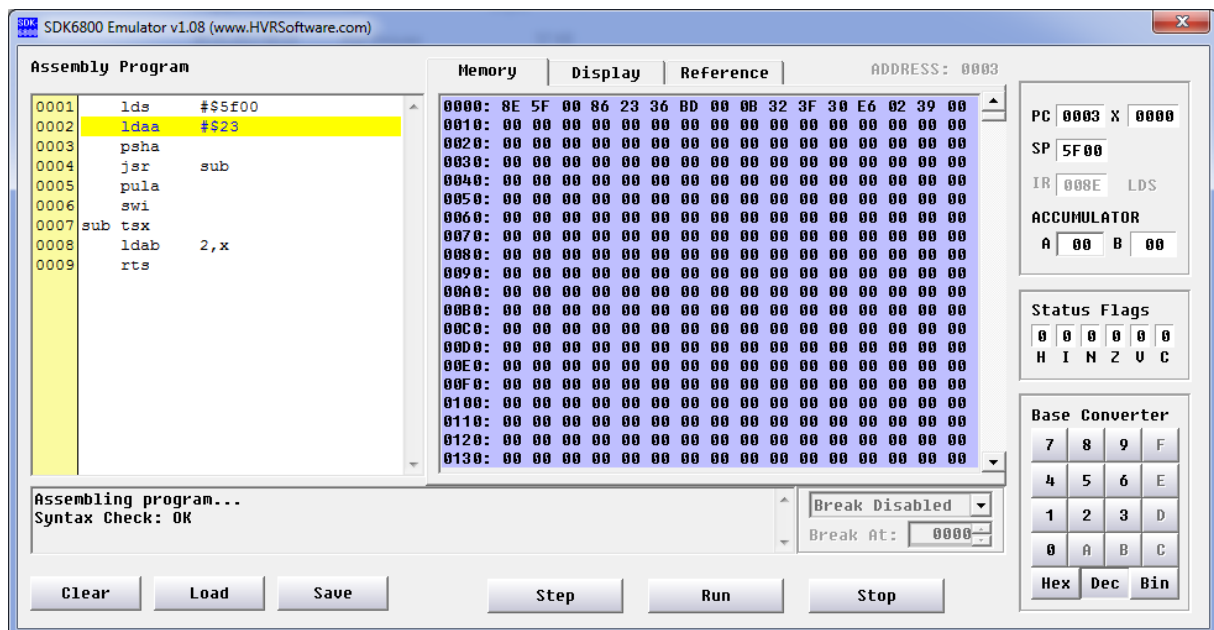 SDK 6800 SDK6800 Emulator v1.08 (www.HVRSoftware.com) X
Assembly Program
0001 lds #$5f00
0002 ldaa #$23
0003 psha
0004 jsr sub
0005 pula
0006 swi
0007 sub tsx
0008 ldab 2,x
0009 rts
Memory Display Reference ADDRESS: 0003
0000: 8E 5F 00 86 23 36 BD 00 0B 32 3F 30 E6 02 39 00
0010: 00 00 00 00 00 00 00 00 00 00 00 00 00 00 00 00
0020: 00 00 00 00 00 00 00 00 00 00 00 00 00 00 00 00
0030: 00 00 00 00 00 00 00 00 00 00 00 00 00 00 00 00
0040: 00 00 00 00 00 00 00 00 00 00 00 00 00 00 00 00
0050: 00 00 00 00 00 00 00 00 00 00 00 00 00 00 00 00
0060: 00 00 00 00 00 00 00 00 00 00 00 00 00 00 00 00
0070: 00 00 00 00 00 00 00 00 00 00 00 00 00 00 00 00
0080: 00 00 00 00 00 00 00 00 00 00 00 00 00 00 00 00
0090: 00 00 00 00 00 00 00 00 00 00 00 00 00 00 00 00
00A0: 00 00 00 00 00 00 00 00 00 00 00 00 00 00 00 00
00B0: 00 00 00 00 00 00 00 00 00 00 00 00 00 00 00 00
00C0: 00 00 00 00 00 00 00 00 00 00 00 00 00 00 00 00
00D0: 00 00 00 00 00 00 00 00 00 00 00 00 00 00 00 00
00E0: 00 00 00 00 00 00 00 00 00 00 00 00 00 00 00 00
00F0: 00 00 00 00 00 00 00 00 00 00 00 00 00 00 00 00
0100: 00 00 00 00 00 00 00 00 00 00 00 00 00 00 00 00
0110: 00 00 00 00 00 00 00 00 00 00 00 00 00 00 00 00
0120: 00 00 00 00 00 00 00 00 00 00 00 00 00 00 00 00
0130: 00 00 00 00 00 00 00 00 00 00 00 00 00 00 00 00
PC 0003 X 0000
SP 5F00
IR 008E LDS
ACCUMULATOR
A 00 B 00
Status Flags
0 0 0 0 0 0
H I N Z V C
Base Converter
7 8 9 F
4 5 6 E
1 2 3 D
0 A B C
Hex Dec Bin
Assembling program...
Syntax Check: OK
Break Disabled
Break At: 0000
Clear Load Save Step Run Stop